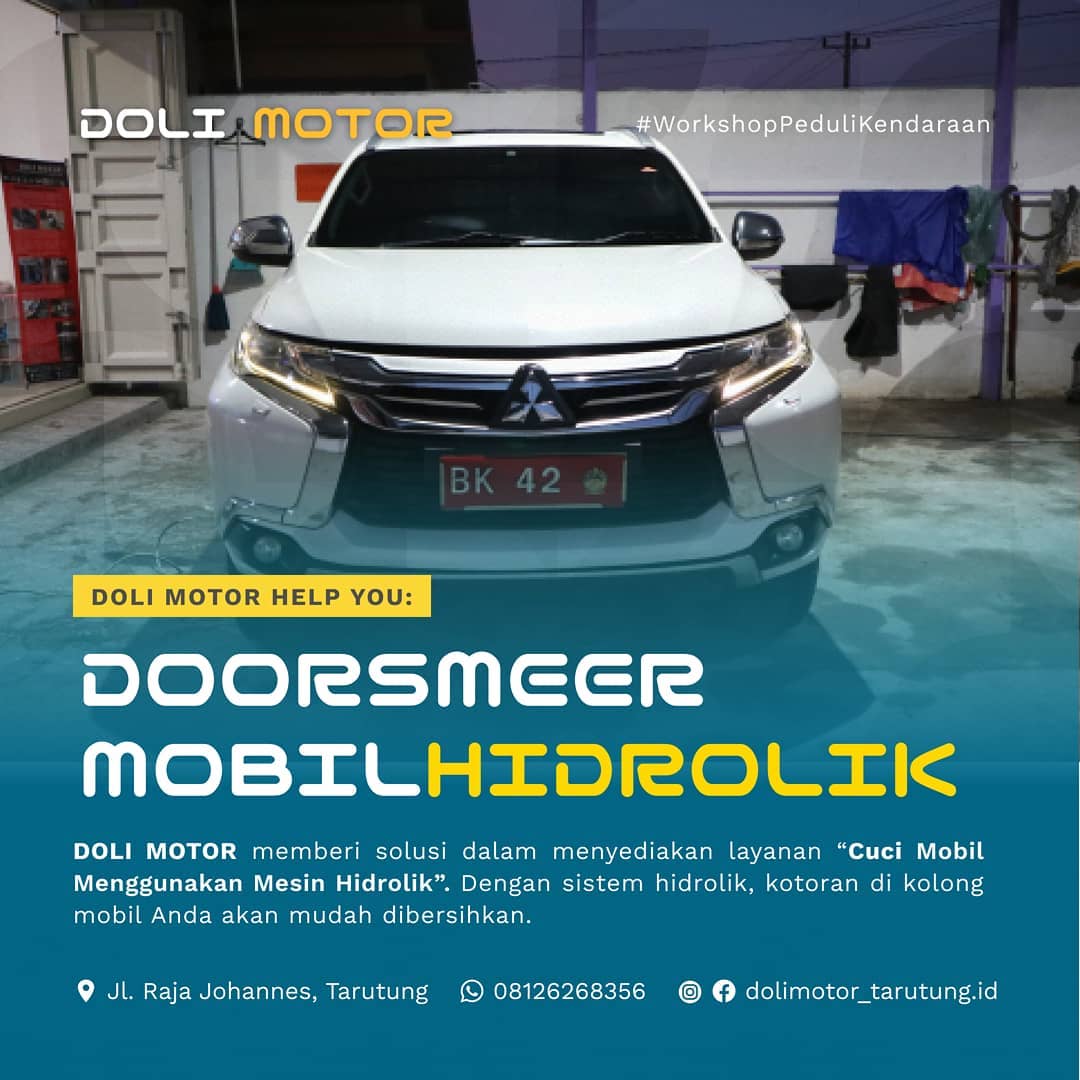 DOLI MOTOR
#WorkshopPeduliKendaraan
BK 42
DOLI MOTOR HELP YOU:
DOORSMEER
MOBILHIDROLIK
DOLI MOTOR memberi solusi dalam menyediakan layanan “Cuci Mobil
Menggunakan Mesin Hidrolik”. Dengan sistem hidrolik, kotoran di kolong
mobil Anda akan mudah dibersihkan.
Jl. Raja Johannes, Tarutung
08126268356
dolimotor_tarutung.id